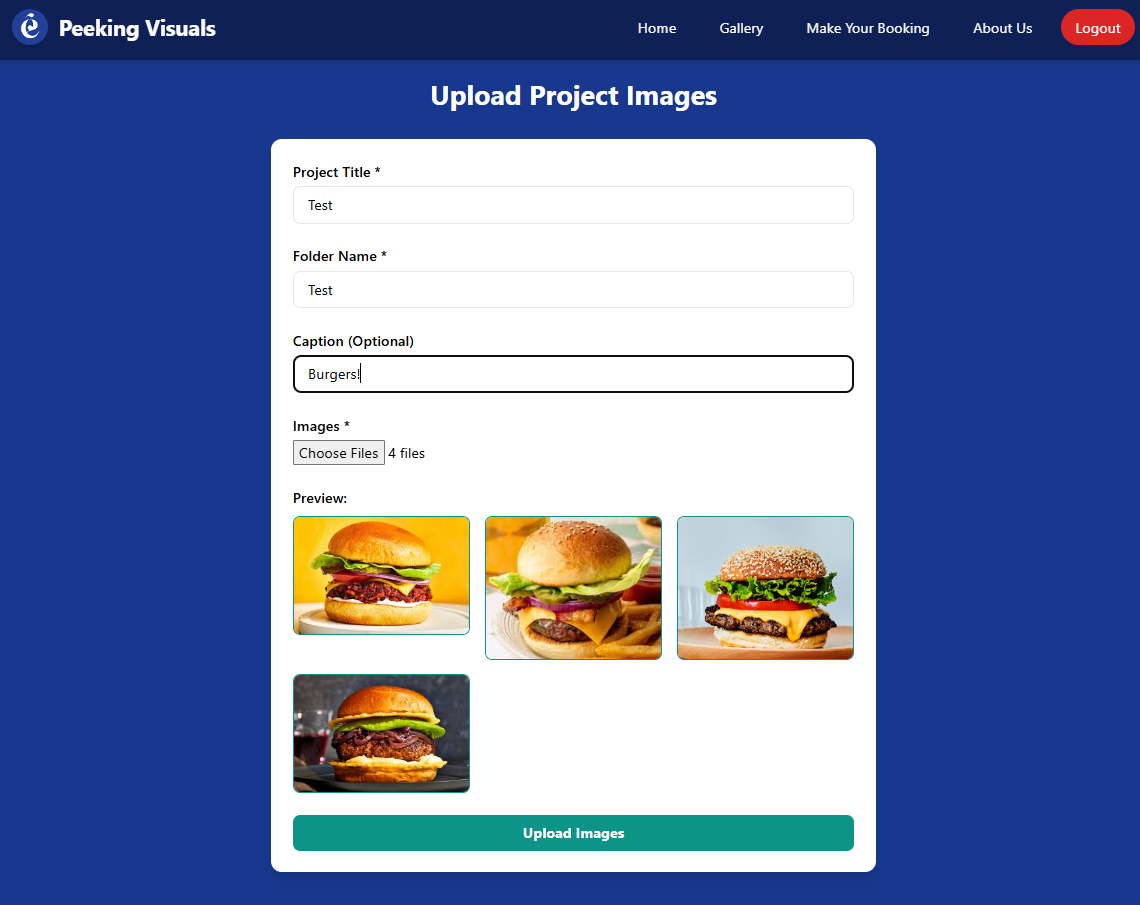 Peeking Visuals
Home Gallery Make Your Booking About Us Logout
Upload Project Images
Project Title *
Test
Folder Name *
Test
Caption (Optional)
Burgers!
Images *
Choose Files 4 files
Preview:
Upload Images